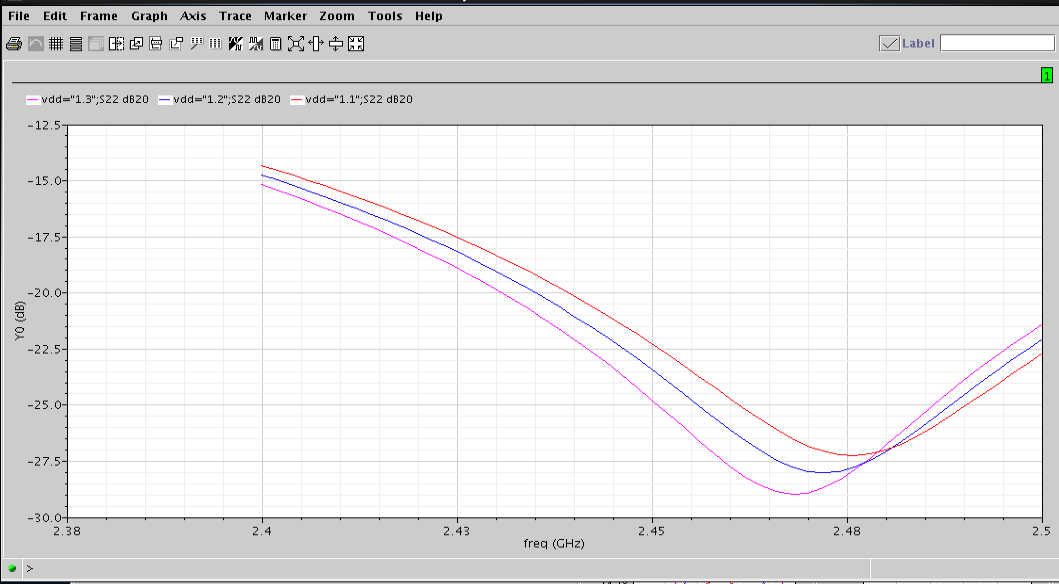 File Edit Frame Graph Axis Trace Marker Zoom Tools Help
Label
1
vdd="1.3";S22 dB20 vdd="1.2";S22 dB20 vdd="1.1";S22 dB20
-12.5
-15.0
-17.5
-20.0
-22.5
-25.0
-27.5
-30.0
Y0 (dB)
2.38 2.4 2.43 2.45 2.48 2.5
freq (GHz)
>